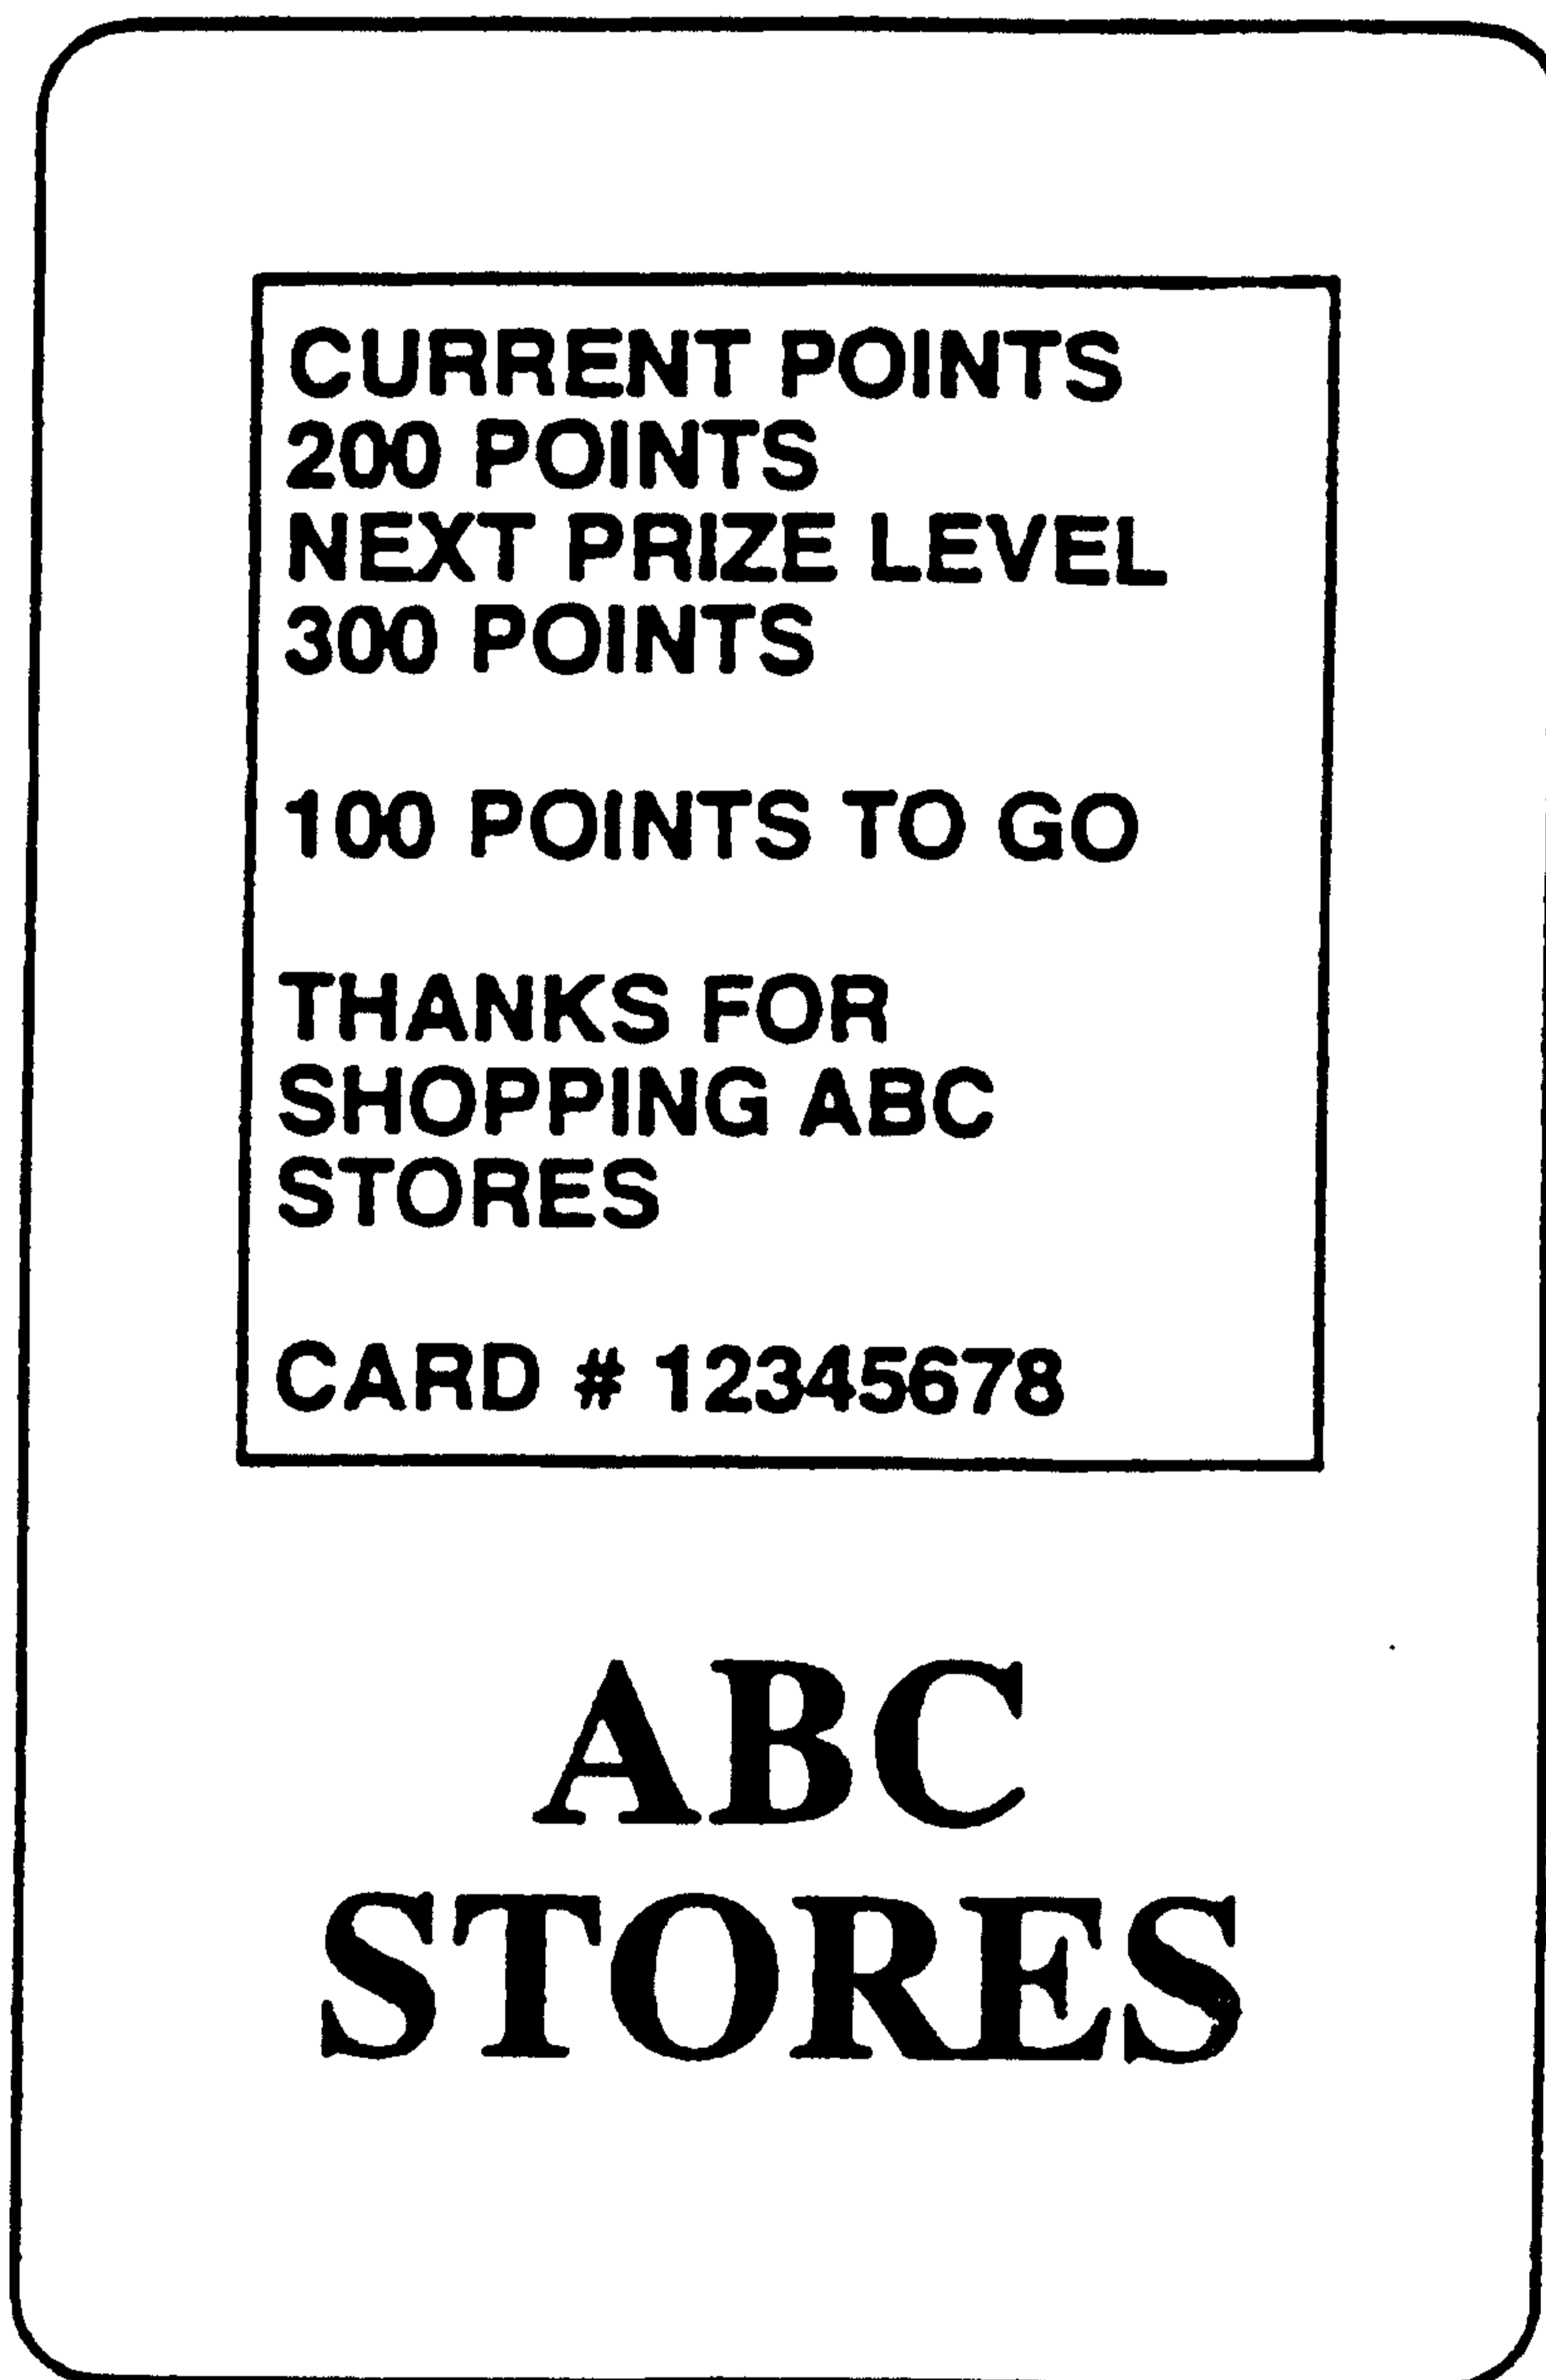 CURRENT POINTS
200 POINTS
NEXT PRIZE LEVEL
300 POINTS
100 POINTS TO GO
THANKS FOR
SHOPPING ABC
STORES
CARD # 12345678
ABC
STORES